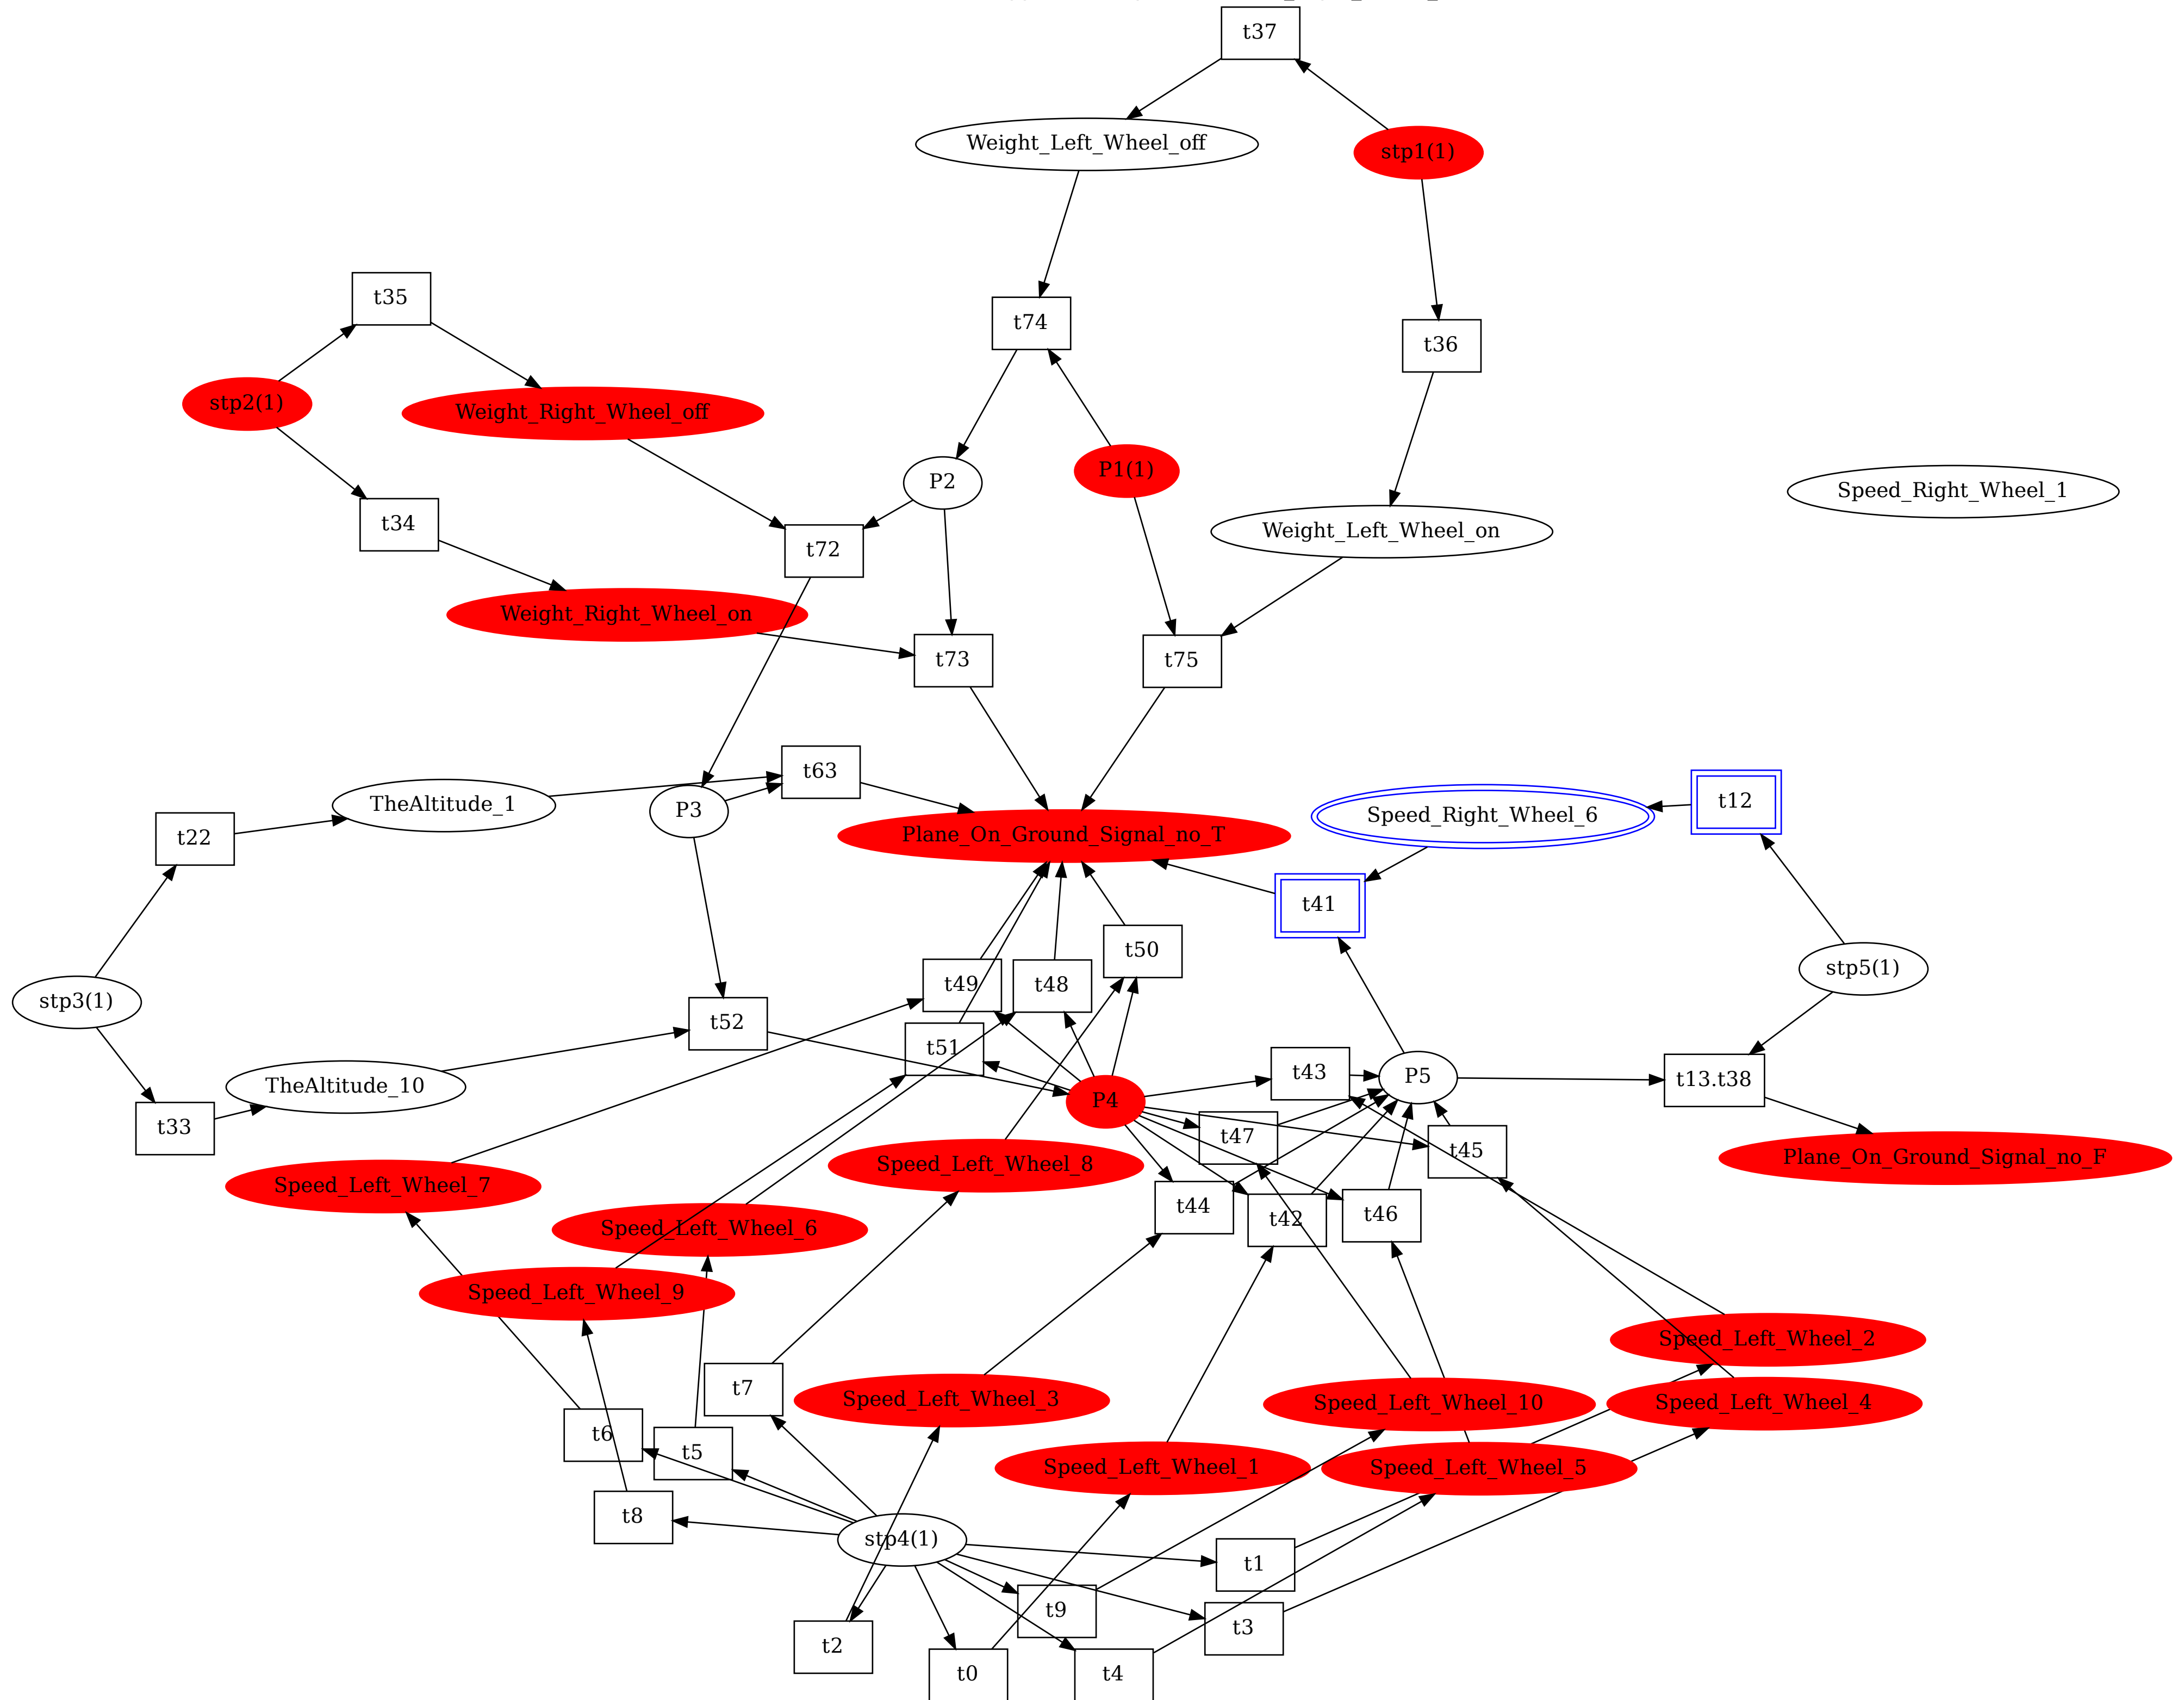 t37
Weight_Left_Wheel_off
stp1(1)
t35
t74
t36
stp2(1)
Weight_Right_Wheel_off
P2
P1(1)
Speed_Right_Wheel_1
t34
Weight_Left_Wheel_on
t72
Weight_Right_Wheel_on
t73
t75
t63
TheAltitude_1
P3
t12
Speed_Right_Wheel_6
t22
Plane_On_Ground_Signal_no_T
t41
t50
stp5(1)
t49
t48
stp3(1)
t52
t51
t43
P5
t13.t38
TheAltitude_10
P4
t33
t47
t45
Plane_On_Ground_Signal_no_F
Speed_Left_Wheel_8
Speed_Left_Wheel_7
t44
t42
t46
Speed_Left_Wheel_6
Speed_Left_Wheel_9
Speed_Left_Wheel_2
t7
Speed_Left_Wheel_3
Speed_Left_Wheel_10
Speed_Left_Wheel_4
t6
t5
Speed_Left_Wheel_1
Speed_Left_Wheel_5
t8
stp4(1)
t1
t9
t3
t2
t0
t4